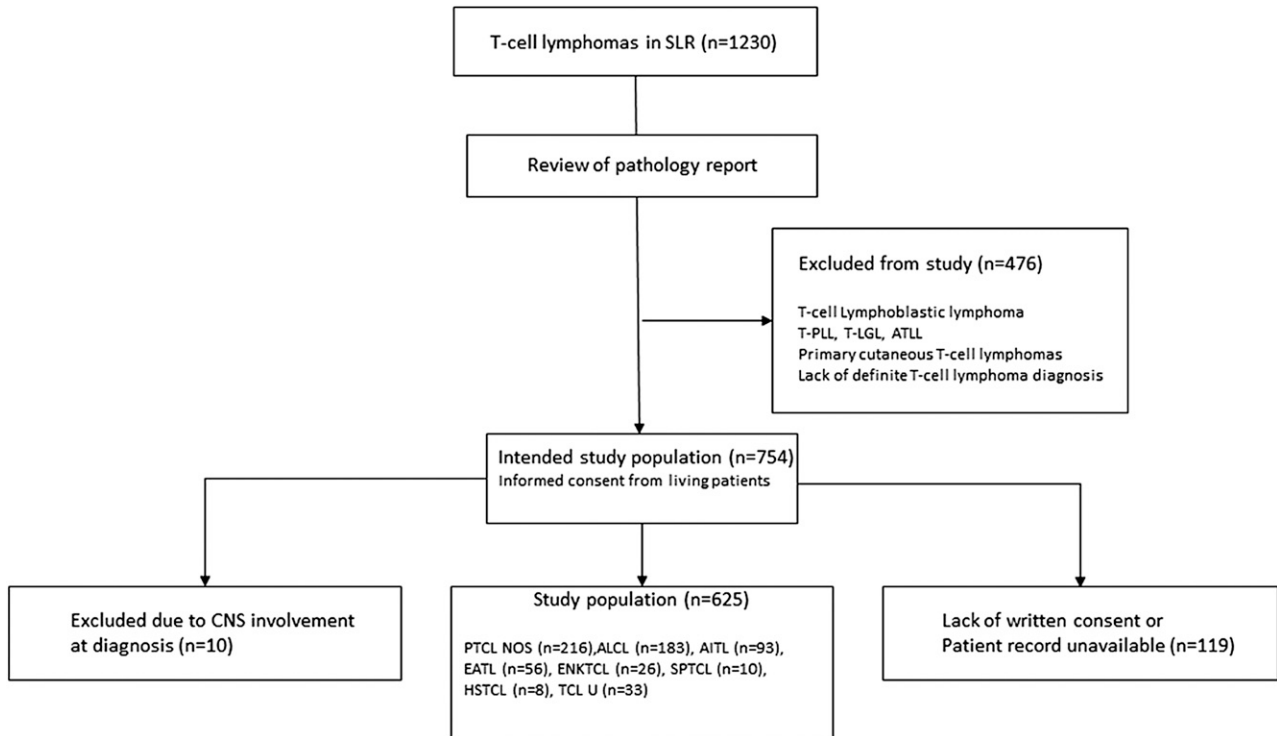 T-cell lymphomas in SLR (n=1230)
Review of pathology report
Excluded from study (n=476)
T-cell Lymphoblastic lymphoma
T-PLL, T-LGL, ATLL
Primary cutaneous T-cell lymphomas
Lack of definite T-cell lymphoma diagnosis
Intended study population (n=754)
Informed consent from living patients
Excluded due to CNS involvement
at diagnosis (n=10)
Study population (n=625)
PTCL NOS (n=216),ALCL (n=183), AITL (n=93),
EATL (n=56), ENKTCL (n=26), SPTCL (n=10),
HSTCL (n=8), TCL U (n=33)
Lack of written consent or
Patient record unavailable (n=119)